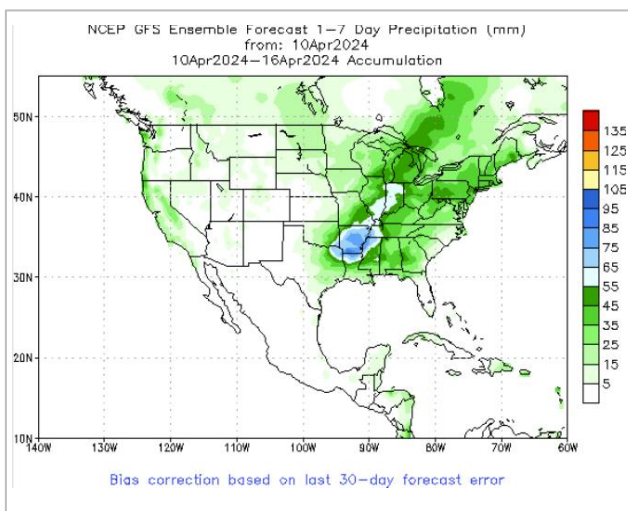 NCEP GFS Ensemble Forecast 1-7 Day Precipitation (mm)
from: 10Apr2024
10Apr2024-16Apr2024 Accumulation
50N
40N
30N
20N
10N
140W 130W 120W 110W 100W 90W 80W 70W 60W
135
125
115
105
95
85
75
65
55
45
35
25
15
5
Bias correction based on last 30-day forecast error